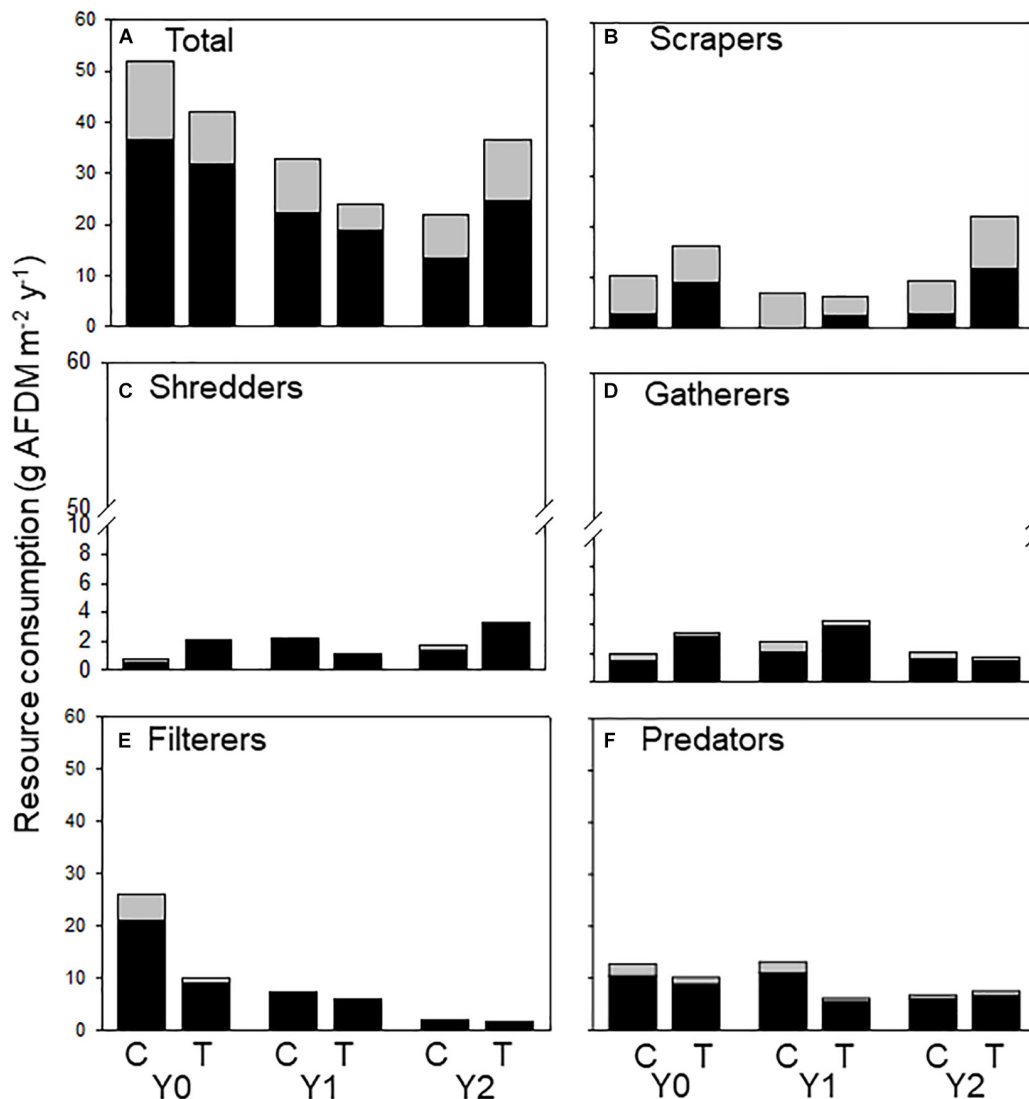 Resource consumption (g AFDM m⁻² y⁻¹)
A Total
60
50
40
30
20
10
0
B Scrapers
C Shredders
60
50
10
8
6
4
2
0
D Gatherers
E Filterers
60
50
40
30
20
10
0
F Predators
C T C T C T
Y0 Y1 Y2
C T C T C T
Y0 Y1 Y2